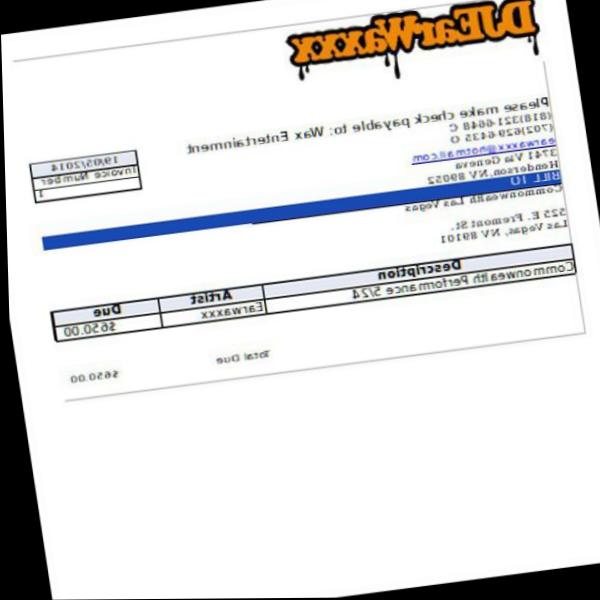 DJEarWaxxx
Please make check payable to: Wax Entertainment
(818)321-6648 C
(702)629-6435 O
earwaxxx@hotmail.com
3741 Via Geneva
Henderson, NV 89052
19/05/2014
Invoice Number
1
BILL TO
Commonwealth Las Vegas
525 E. Fremont St.
Las Vegas, NV 89101
Description Artist Due
Commonwealth Performance 5/24 Earwaxxx $650.00
Total Due $650.00